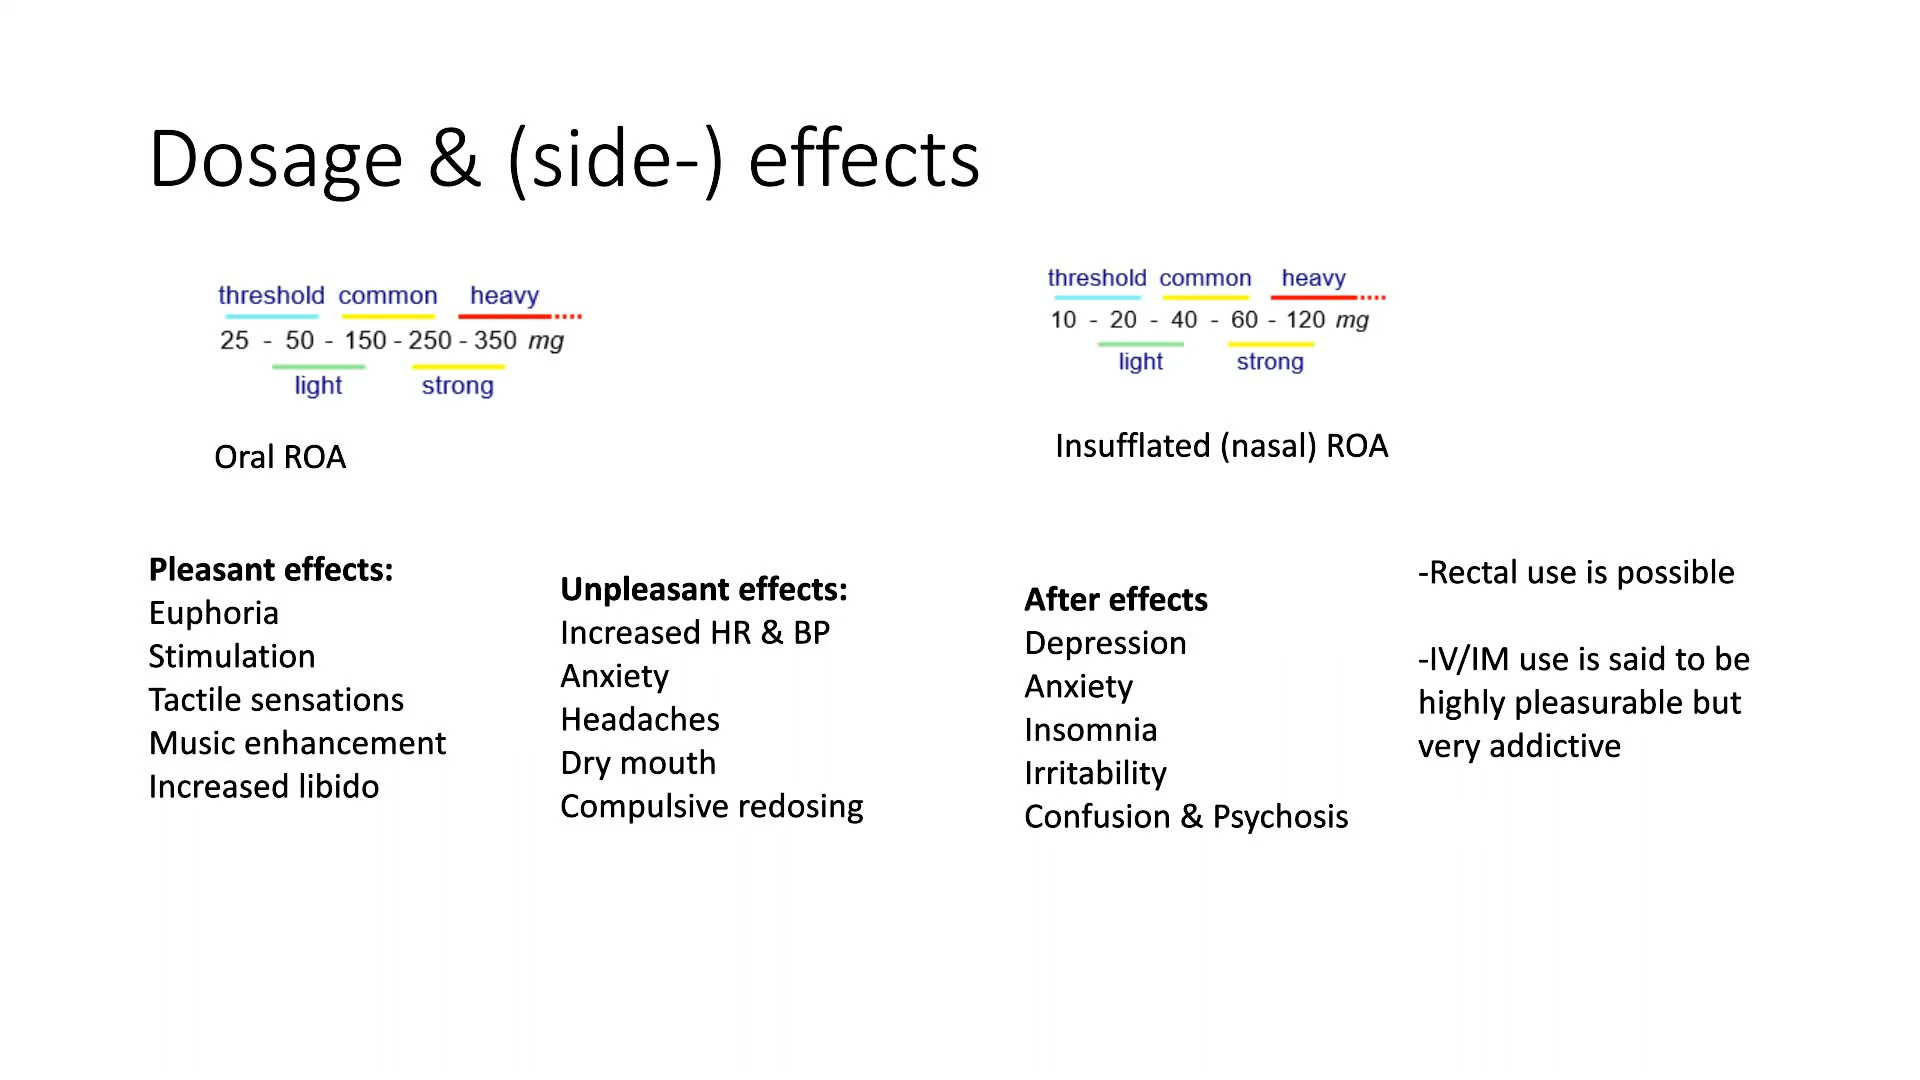 Dosage & (side-) effects
threshold common heavy
25 - 50 - 150 - 250 - 350 mg
light strong
Oral ROA
threshold common heavy
10 - 20 - 40 - 60 - 120 mg
light strong
Insufflated (nasal) ROA
Pleasant effects:
Euphoria
Stimulation
Tactile sensations
Music enhancement
Increased libido
Unpleasant effects:
Increased HR & BP
Anxiety
Headaches
Dry mouth
Compulsive redosing
After effects
Depression
Anxiety
Insomnia
Irritability
Confusion & Psychosis
-Rectal use is possible
-IV/IM use is said to be
highly pleasurable but
very addictive